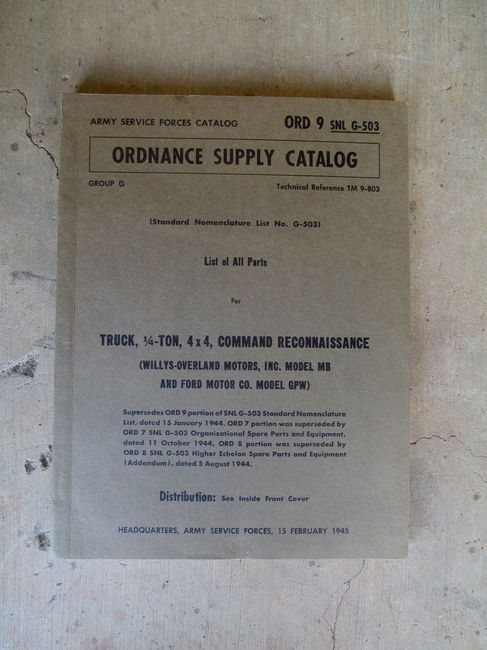 ARMY SERVICE FORCES CATALOG ORD 9 SNL G-503
ORDNANCE SUPPLY CATALOG
GROUP G Technical Reference TM 9-803
(Standard Nomenclature List No. G-503)
List of All Parts
For
TRUCK, ¼-TON, 4 x 4, COMMAND RECONNAISSANCE
(WILLYS-OVERLAND MOTORS, INC. MODEL MB
AND FORD MOTOR CO. MODEL GPW)
Supersedes ORD 9 portion of SNL G-503 Standard Nomenclature
List, dated 15 January 1944. ORD 7 portion was superseded by
ORD 7 SNL G-503 Organizational Spare Parts and Equipment,
dated 11 October 1944, ORD 8 portion was superseded by
ORD 8 SNL G-503 Higher Echelon Spare Parts and Equipment
(Addendum), dated 5 August 1944.
Distribution: See Inside Front Cover
HEADQUARTERS, ARMY SERVICE FORCES, 15 FEBRUARY 1945